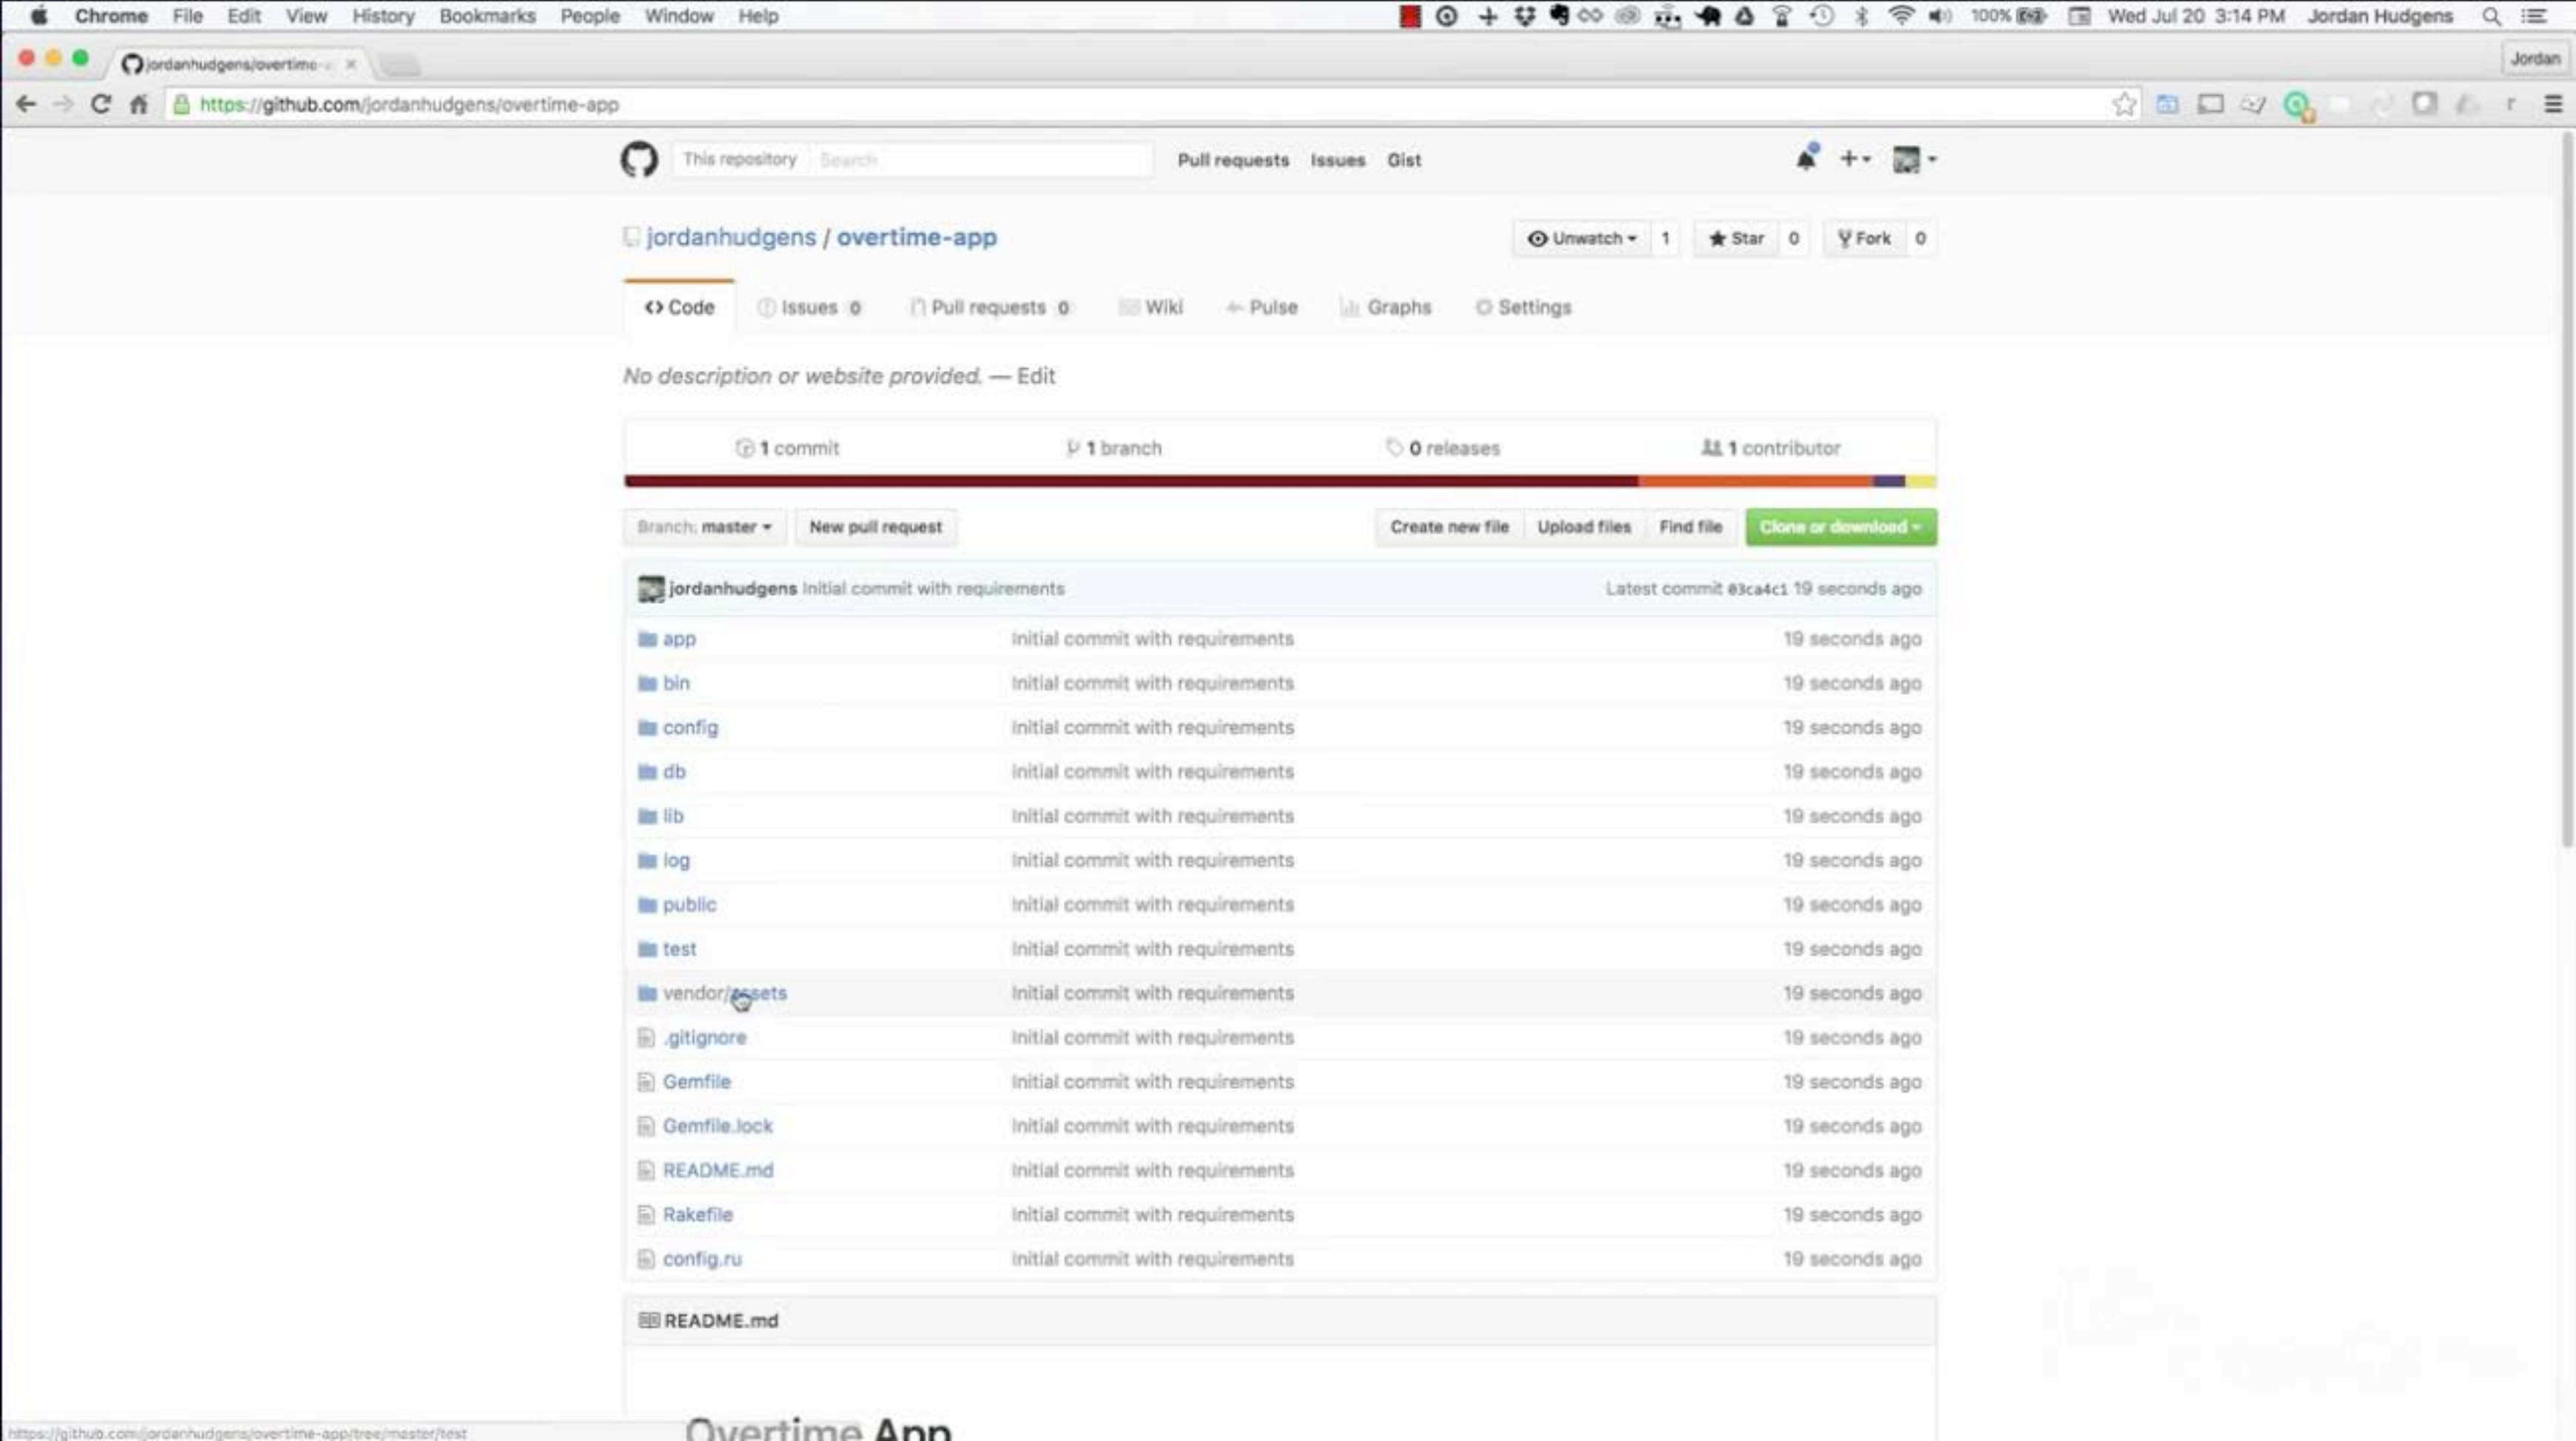 Chrome File Edit View History Bookmarks People Window Help 100% Wed Jul 20 3:14 PM Jordan Hudgens
jordanhudgens/overtime- Jordan
https://github.com/jordanhudgens/overtime-app
This repository Search Pull requests Issues Gist
jordanhudgens / overtime-app Unwatch 1 Star 0 Fork 0
Code Issues 0 Pull requests 0 Wiki Pulse Graphs Settings
No description or website provided. — Edit
1 commit 1 branch 0 releases 1 contributor
Branch: master New pull request Create new file Upload files Find file Clone or download
jordanhudgens Initial commit with requirements Latest commit 03ca4c1 19 seconds ago
app Initial commit with requirements 19 seconds ago
bin Initial commit with requirements 19 seconds ago
config Initial commit with requirements 19 seconds ago
db Initial commit with requirements 19 seconds ago
lib Initial commit with requirements 19 seconds ago
log Initial commit with requirements 19 seconds ago
public Initial commit with requirements 19 seconds ago
test Initial commit with requirements 19 seconds ago
vendor/assets Initial commit with requirements 19 seconds ago
.gitignore Initial commit with requirements 19 seconds ago
Gemfile Initial commit with requirements 19 seconds ago
Gemfile.lock Initial commit with requirements 19 seconds ago
README.md Initial commit with requirements 19 seconds ago
Rakefile Initial commit with requirements 19 seconds ago
config.ru Initial commit with requirements 19 seconds ago
README.md
Overtime App
https://github.com/jordanhudgens/overtime-app/tree/master/test